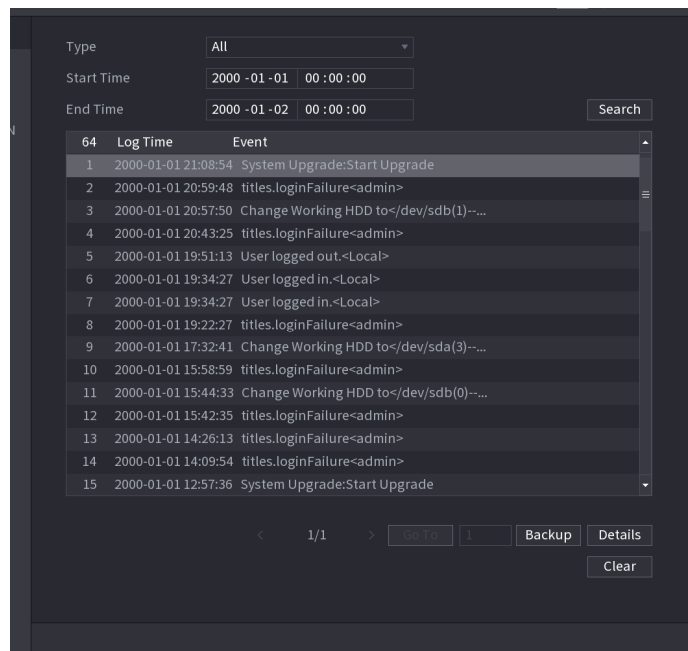 Type All
Start Time 2000 -01 -01 00 : 00 : 00
End Time 2000 -01 -02 00 : 00 : 00 Search
N
64 Log Time Event
1 2000-01-01 21:08:54 System Upgrade:Start Upgrade
2 2000-01-01 20:59:48 titles.loginFailure<admin>
3 2000-01-01 20:57:50 Change Working HDD to</dev/sdb(1)--...
4 2000-01-01 20:43:25 titles.loginFailure<admin>
5 2000-01-01 19:51:13 User logged out.<Local>
6 2000-01-01 19:34:27 User logged in.<Local>
7 2000-01-01 19:34:27 User logged in.<Local>
8 2000-01-01 19:22:27 titles.loginFailure<admin>
9 2000-01-01 17:32:41 Change Working HDD to</dev/sda(3)--...
10 2000-01-01 15:58:59 titles.loginFailure<admin>
11 2000-01-01 15:44:33 Change Working HDD to</dev/sdb(0)--...
12 2000-01-01 15:42:35 titles.loginFailure<admin>
13 2000-01-01 14:26:13 titles.loginFailure<admin>
14 2000-01-01 14:09:54 titles.loginFailure<admin>
15 2000-01-01 12:57:36 System Upgrade:Start Upgrade
< 1/1 > Go To 1 Backup Details
Clear